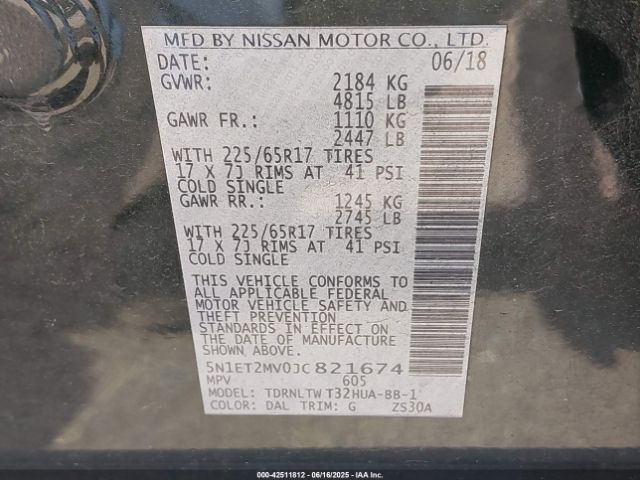 MFD BY NISSAN MOTOR CO., LTD.
DATE: 06/18
GVWR: 2184 KG
4815 LB
GAWR FR.: 1110 KG
2447 LB
WITH 225/65R17 TIRES
17 X 7J RIMS AT 41 PSI
COLD SINGLE
GAWR RR.: 1245 KG
2745 LB
WITH 225/65R17 TIRES
17 X 7J RIMS AT 41 PSI
COLD SINGLE
THIS VEHICLE CONFORMS TO
ALL APPLICABLE FEDERAL
MOTOR VEHICLE SAFETY AND
THEFT PREVENTION
STANDARDS IN EFFECT ON THE
DATE OF MANUFACTURE
SHOWN ABOVE.
5N1ET2MV0JC821674
MPV 605
MODEL: TDRNLTW T32HUA-BB-1
COLOR: DAL TRIM: G ZS30A
000-42511812 - 06/16/2025 - IAA Inc.